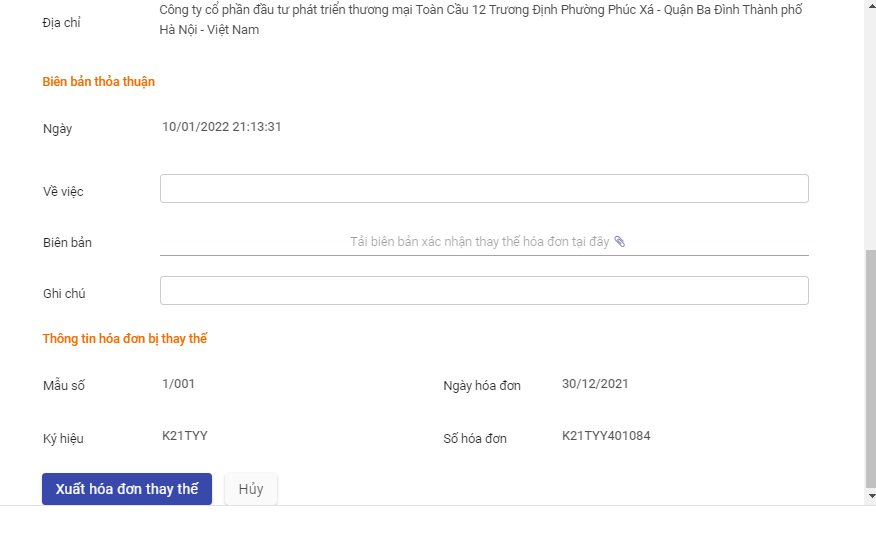 Địa chỉ
Công ty cổ phần đầu tư phát triển thương mại Toàn Cầu 12 Trương Định Phường Phúc Xá - Quận Ba Đình Thành phố
Hà Nội - Việt Nam
Biên bản thỏa thuận
Ngày 10/01/2022 21:13:31
Về việc
Biên bản Tải biên bản xác nhận thay thế hóa đơn tại đây
Ghi chú
Thông tin hóa đơn bị thay thế
Mẫu số 1/001 Ngày hóa đơn 30/12/2021
Ký hiệu K21TYY Số hóa đơn K21TYY401084
Xuất hóa đơn thay thế Hủy